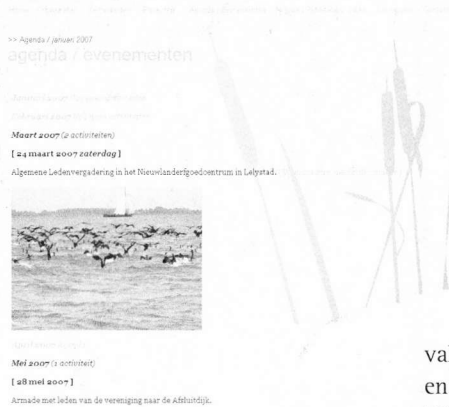 >> Agenda / januari 2007
agenda / evenementen
Maart 2007 (2 activiteiten)
[ 24 maart 2007 zaterdag ]
Algemene Ledenvergadering in het Nieuwlanderfgoedcentrum in Lelystad.
Mei 2007 (1 activiteit)
[ 28 mei 2007 ]
Armade met leden van de vereniging naar de Afsluitdijk.
val
en